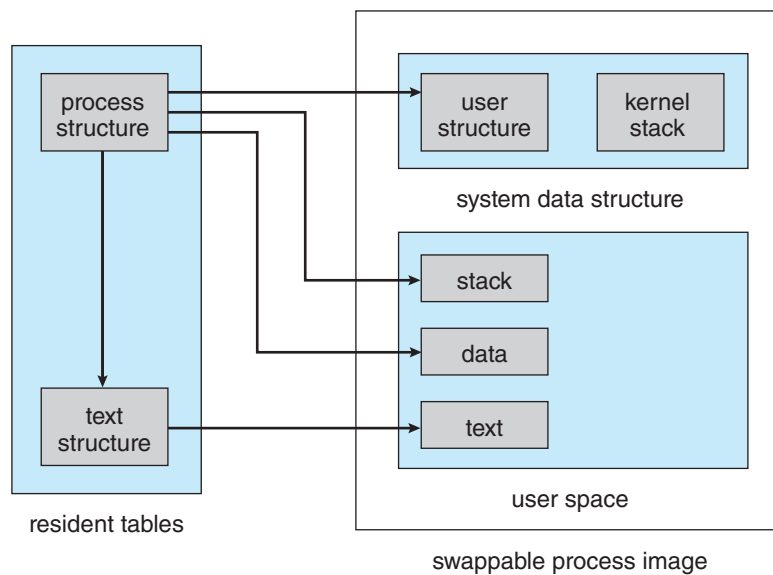 process
structure
user
structure
kernel
stack
system data structure
stack
data
text
structure
text
user space
resident tables
swappable process image